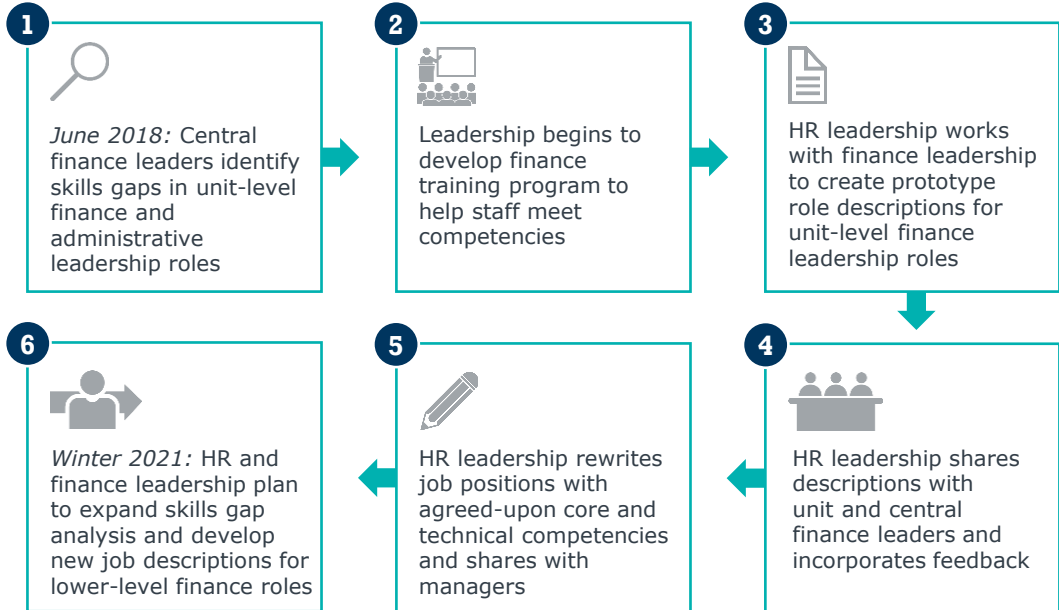 1
June 2018: Central
finance leaders identify
skills gaps in unit-level
finance and
administrative
leadership roles
2
Leadership begins to
develop finance
training program to
help staff meet
competencies
3
HR leadership works
with finance leadership
to create prototype
role descriptions for
unit-level finance
leadership roles
4
HR leadership shares
descriptions with
unit and central
finance leaders and
incorporates feedback
5
HR leadership rewrites
job positions with
agreed-upon core and
technical competencies
and shares with
managers
6
Winter 2021: HR and
finance leadership plan
to expand skills gap
analysis and develop
new job descriptions for
lower-level finance roles